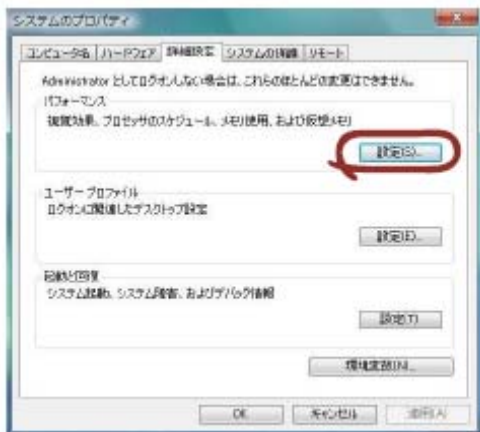 システムのプロパティ
コンピュータ名 ハードウェア 詳細設定 システムの保護 リモート
Administrator としてログオンしない場合は、これらのほとんどの変更はできません。
パフォーマンス
視覚効果、プロセッサのスケジュール、メモリ使用、および仮想メモリ
設定(S)...
ユーザー プロファイル
ログオンに関連したデスクトップ設定
設定(E)...
起動と回復
システム起動、システム障害、およびデバッグ情報
設定(T)
環境変数(N)...
OK キャンセル 適用(A)